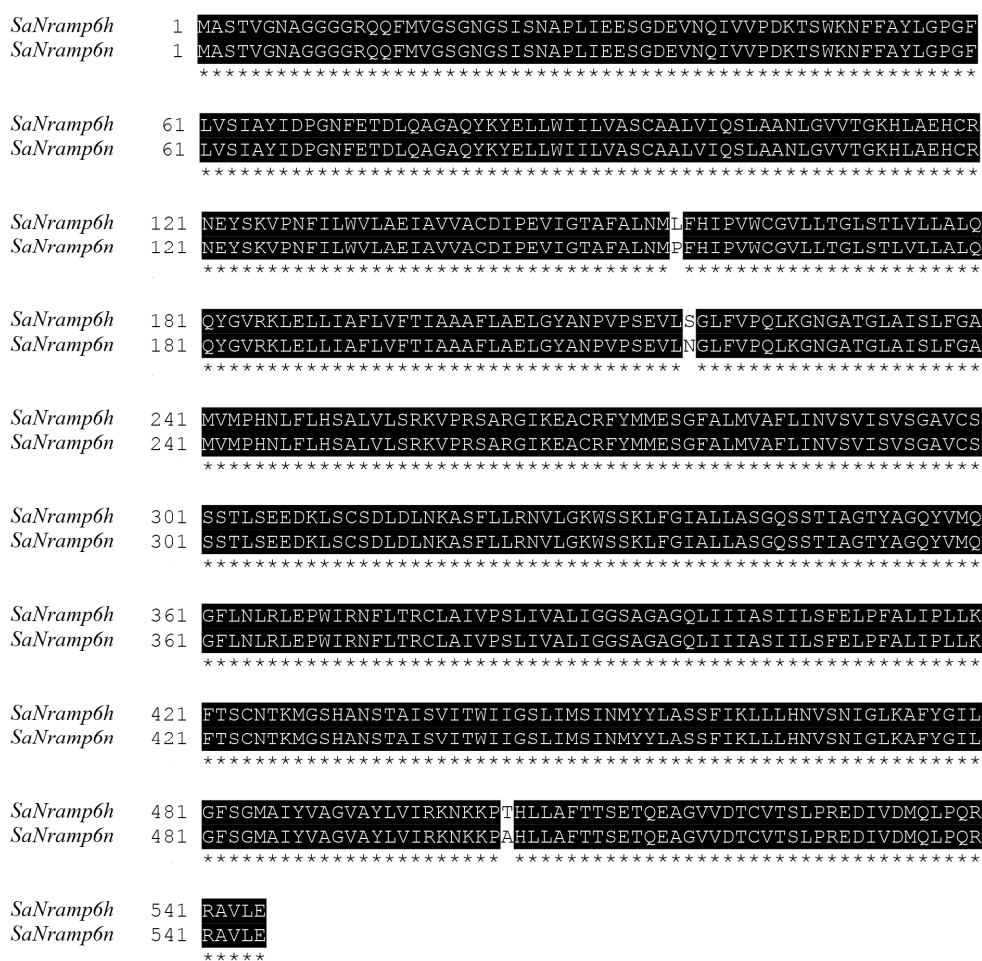 SaNramp6h 1 MASTVGNAGGGGRQQFMVGSGNGSISNAPLIEESGDEVNQIVVPDKTSWKNFFAYLGPGF
SaNramp6n 1 MASTVGNAGGGGRQQFMVGSGNGSISNAPLIEESGDEVNQIVVPDKTSWKNFFAYLGPGF
************************************************************
SaNramp6h 61 LVSIAYIDPGNFETDLQAGAQYKYELLWIILVASCAALVIQSLAANLGVVTGKHLAEHCR
SaNramp6n 61 LVSIAYIDPGNFETDLQAGAQYKYELLWIILVASCAALVIQSLAANLGVVTGKHLAEHCR
************************************************************
SaNramp6h 121 NEYSKVPNFILWVLAEIAVVACDIPEVIGTAFALNMLFHIPVWCGVLLTGLSTLVLLALQ
SaNramp6n 121 NEYSKVPNFILWVLAEIAVVACDIPEVIGTAFALNMPFHIPVWCGVLLTGLSTLVLLALQ
************************************ ***********************
SaNramp6h 181 QYGVRKLELLIAFLVFTIAAAFLAELGYANPVPSEVLSGLFVPQLKGNGATGLAISLFGA
SaNramp6n 181 QYGVRKLELLIAFLVFTIAAAFLAELGYANPVPSEVLNGLFVPQLKGNGATGLAISLFGA
************************************* **********************
SaNramp6h 241 MVMPHNLFLHSALVLSRKVPRSARGIKEACRFYMMESGFALMVAFLINVSVISVSGAVCS
SaNramp6n 241 MVMPHNLFLHSALVLSRKVPRSARGIKEACRFYMMESGFALMVAFLINVSVISVSGAVCS
************************************************************
SaNramp6h 301 SSTLSEEDKLSCSDLDLNKASFLLRNVLGKWSSKLFGIALLASGQSSTIAGTYAGQYVMQ
SaNramp6n 301 SSTLSEEDKLSCSDLDLNKASFLLRNVLGKWSSKLFGIALLASGQSSTIAGTYAGQYVMQ
************************************************************
SaNramp6h 361 GFLNLRLEPWIRNFLTRCLAIVPSLIVALIGGSAGAGQLIIIASIILSFELPFALIPLLK
SaNramp6n 361 GFLNLRLEPWIRNFLTRCLAIVPSLIVALIGGSAGAGQLIIIASIILSFELPFALIPLLK
************************************************************
SaNramp6h 421 FTSCNTKMGSHANSTAISVITWIIGSLIMSINMYYLASSFIKLLLHNVSNIGLKAFYGIL
SaNramp6n 421 FTSCNTKMGSHANSTAISVITWIIGSLIMSINMYYLASSFIKLLLHNVSNIGLKAFYGIL
************************************************************
SaNramp6h 481 GFSGMAIYVAGVAYLVIRKNKKPTHLLAFTTSETQEAGVVDTCVTSLPREDIVDMQLPQR
SaNramp6n 481 GFSGMAIYVAGVAYLVIRKNKKPAHLLAFTTSETQEAGVVDTCVTSLPREDIVDMQLPQR
*********************** ************************************
SaNramp6h 541 RAVLE
SaNramp6n 541 RAVLE
*****